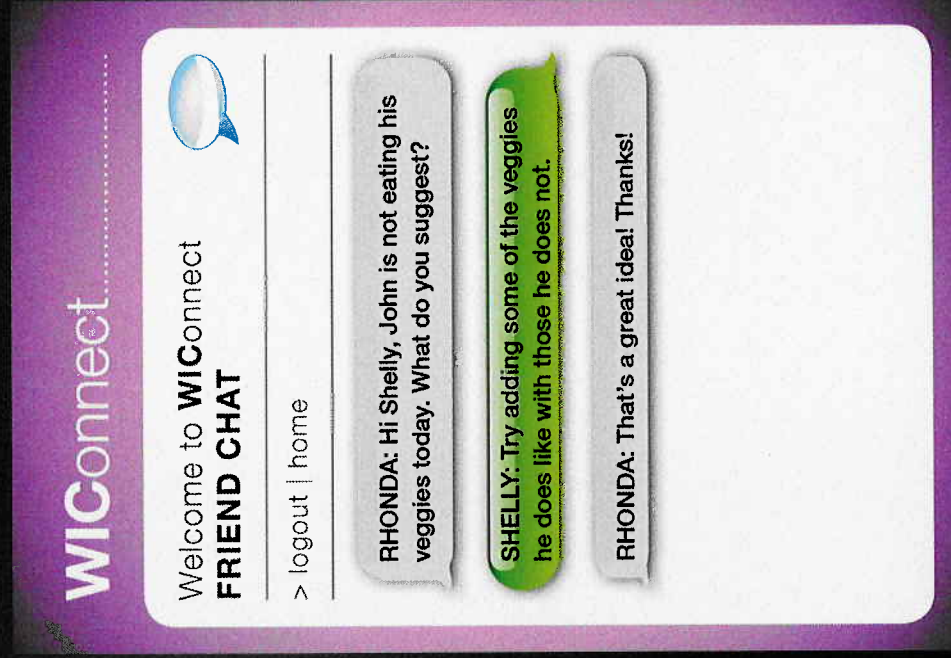 WIConnect
Welcome to WIConnect
FRIEND CHAT
> logout | home
RHONDA: Hi Shelly, John is not eating his
veggies today. What do you suggest?
SHELLY: Try adding some of the veggies
he does like with those he does not.
RHONDA: That's a great idea! Thanks!